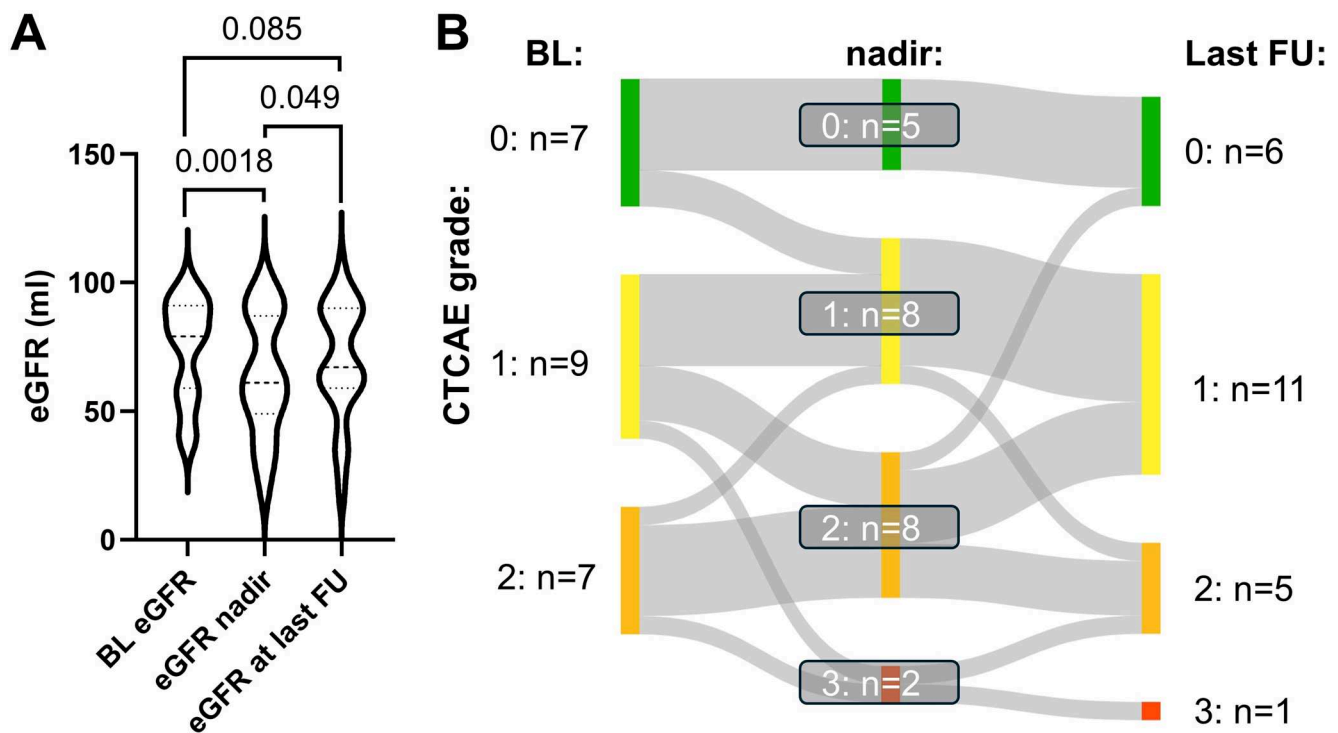 A
0.085
0.049
0.0018
150
100
50
0
eGFR (ml)
BL eGFR
eGFR nadir
eGFR at last FU
B
BL:
nadir:
Last FU:
CTCAE grade:
0: n=7
0: n=5
0: n=6
1: n=9
1: n=8
1: n=11
2: n=7
2: n=8
2: n=5
3: n=2
3: n=1